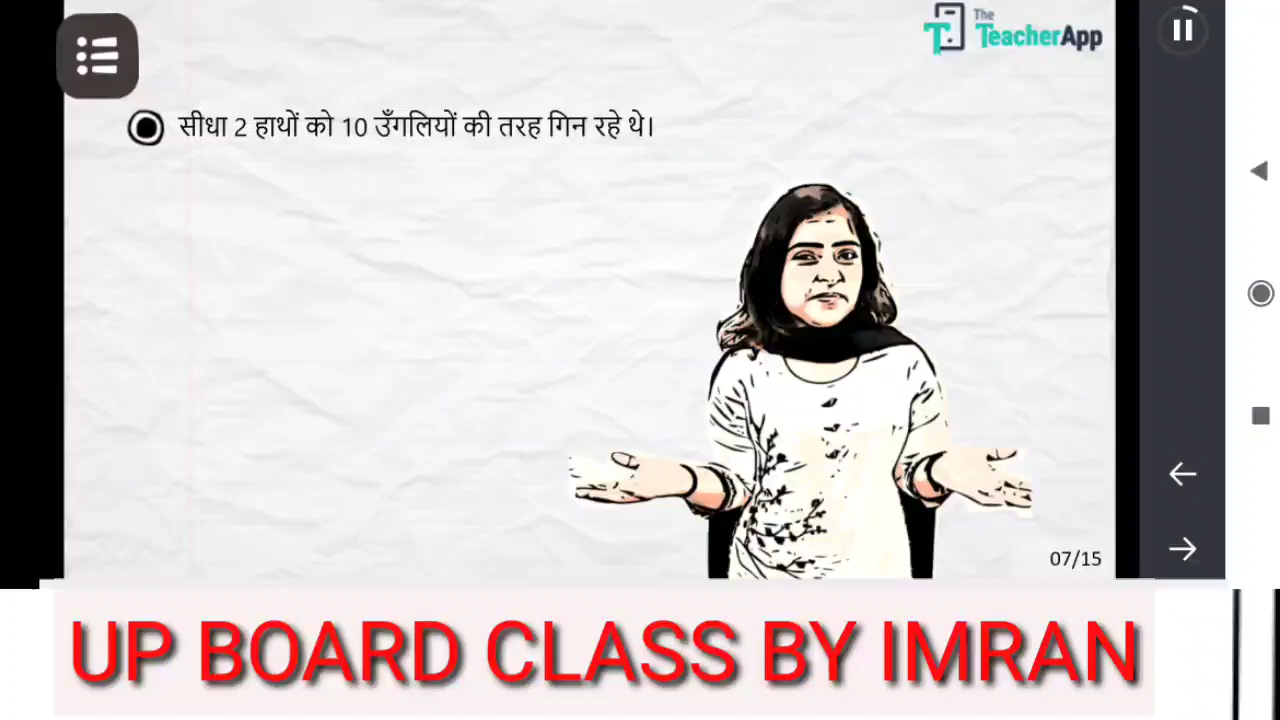 The
TeacherApp
सीधा 2 हाथों को 10 उँगलियों की तरह गिन रहे थे।
07/15
UP BOARD CLASS BY IMRAN